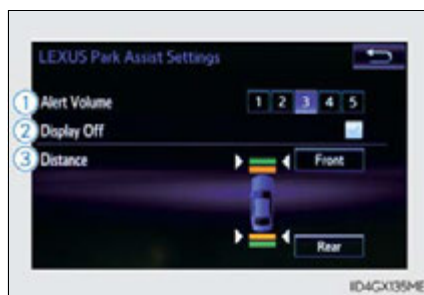 LEXUS Park Assist Settings
1 Alert Volume 1 2 3 4 5
2 Display Off
3 Distance Front
Rear
IID4GX135ME